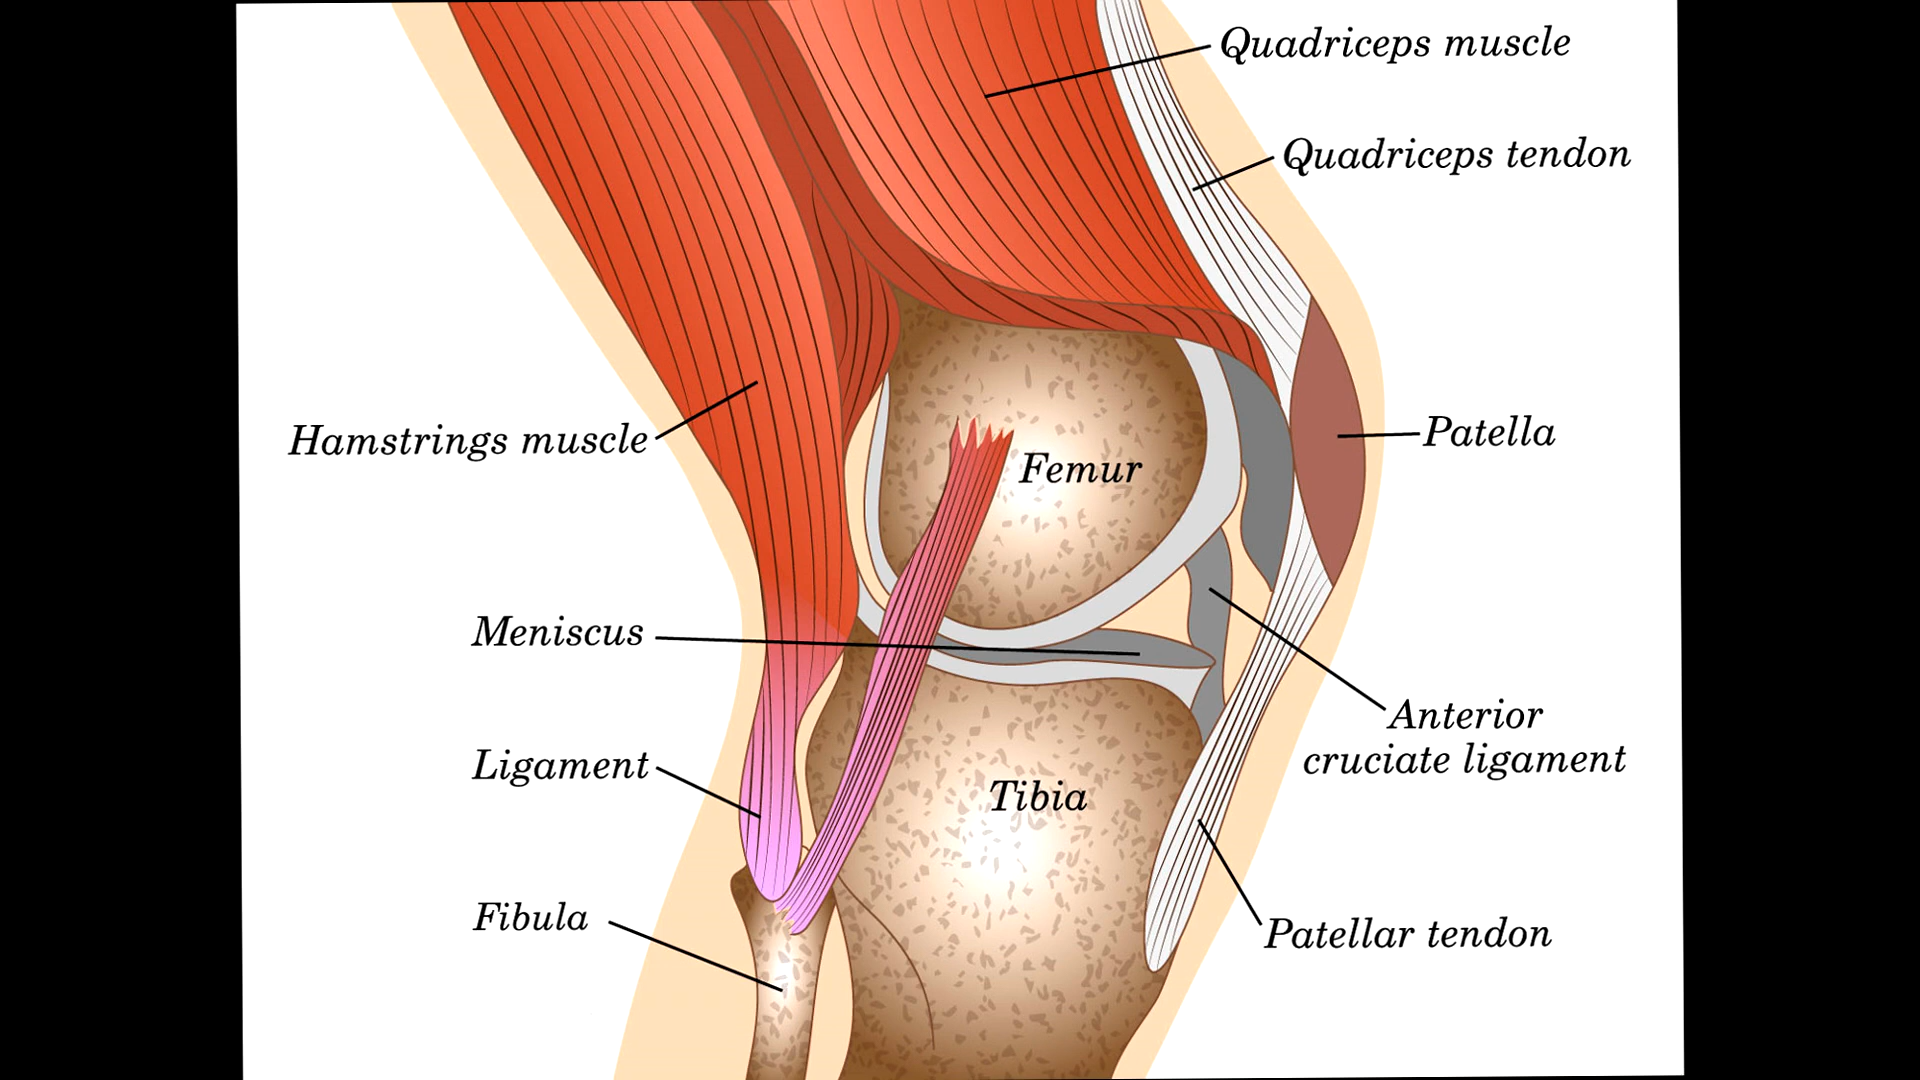 Quadriceps muscle
Quadriceps tendon
Patella
Hamstrings muscle
Femur
Meniscus
Anterior
cruciate ligament
Ligament
Tibia
Fibula
Patellar tendon